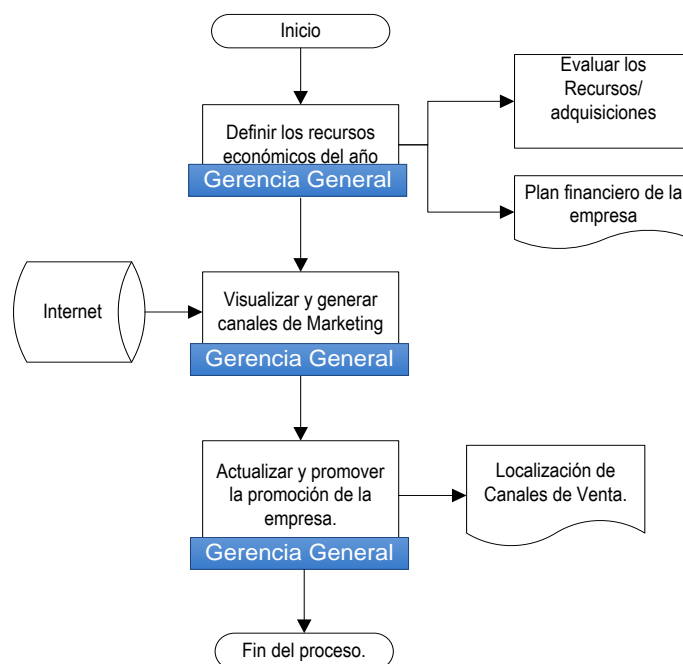 Inicio
Evaluar los
Recursos/
adquisiciones
Definir los recursos
económicos del año
Gerencia General
Plan financiero de la
empresa
Internet
Visualizar y generar
canales de Marketing
Gerencia General
Actualizar y promover
la promoción de la
empresa.
Gerencia General
Localización de
Canales de Venta.
Fin del proceso.